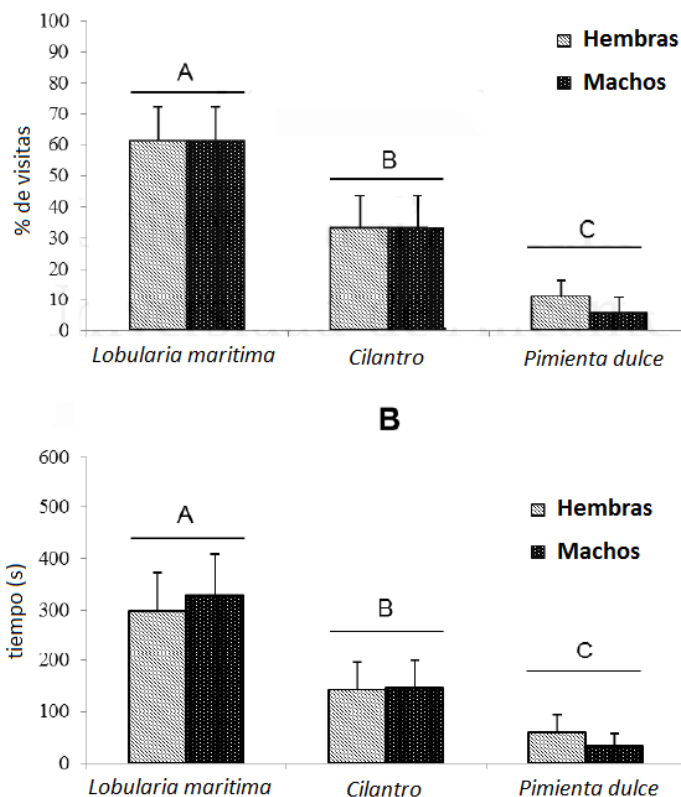 100
90
80
70
60
50
40
30
20
10
0
% de visitas
Hembras
Machos
A
B
C
Lobularia maritima
Cilantro
Pimienta dulce
B
600
500
400
300
200
100
0
tiempo (s)
Hembras
Machos
A
B
C
Lobularia maritima
Cilantro
Pimienta dulce